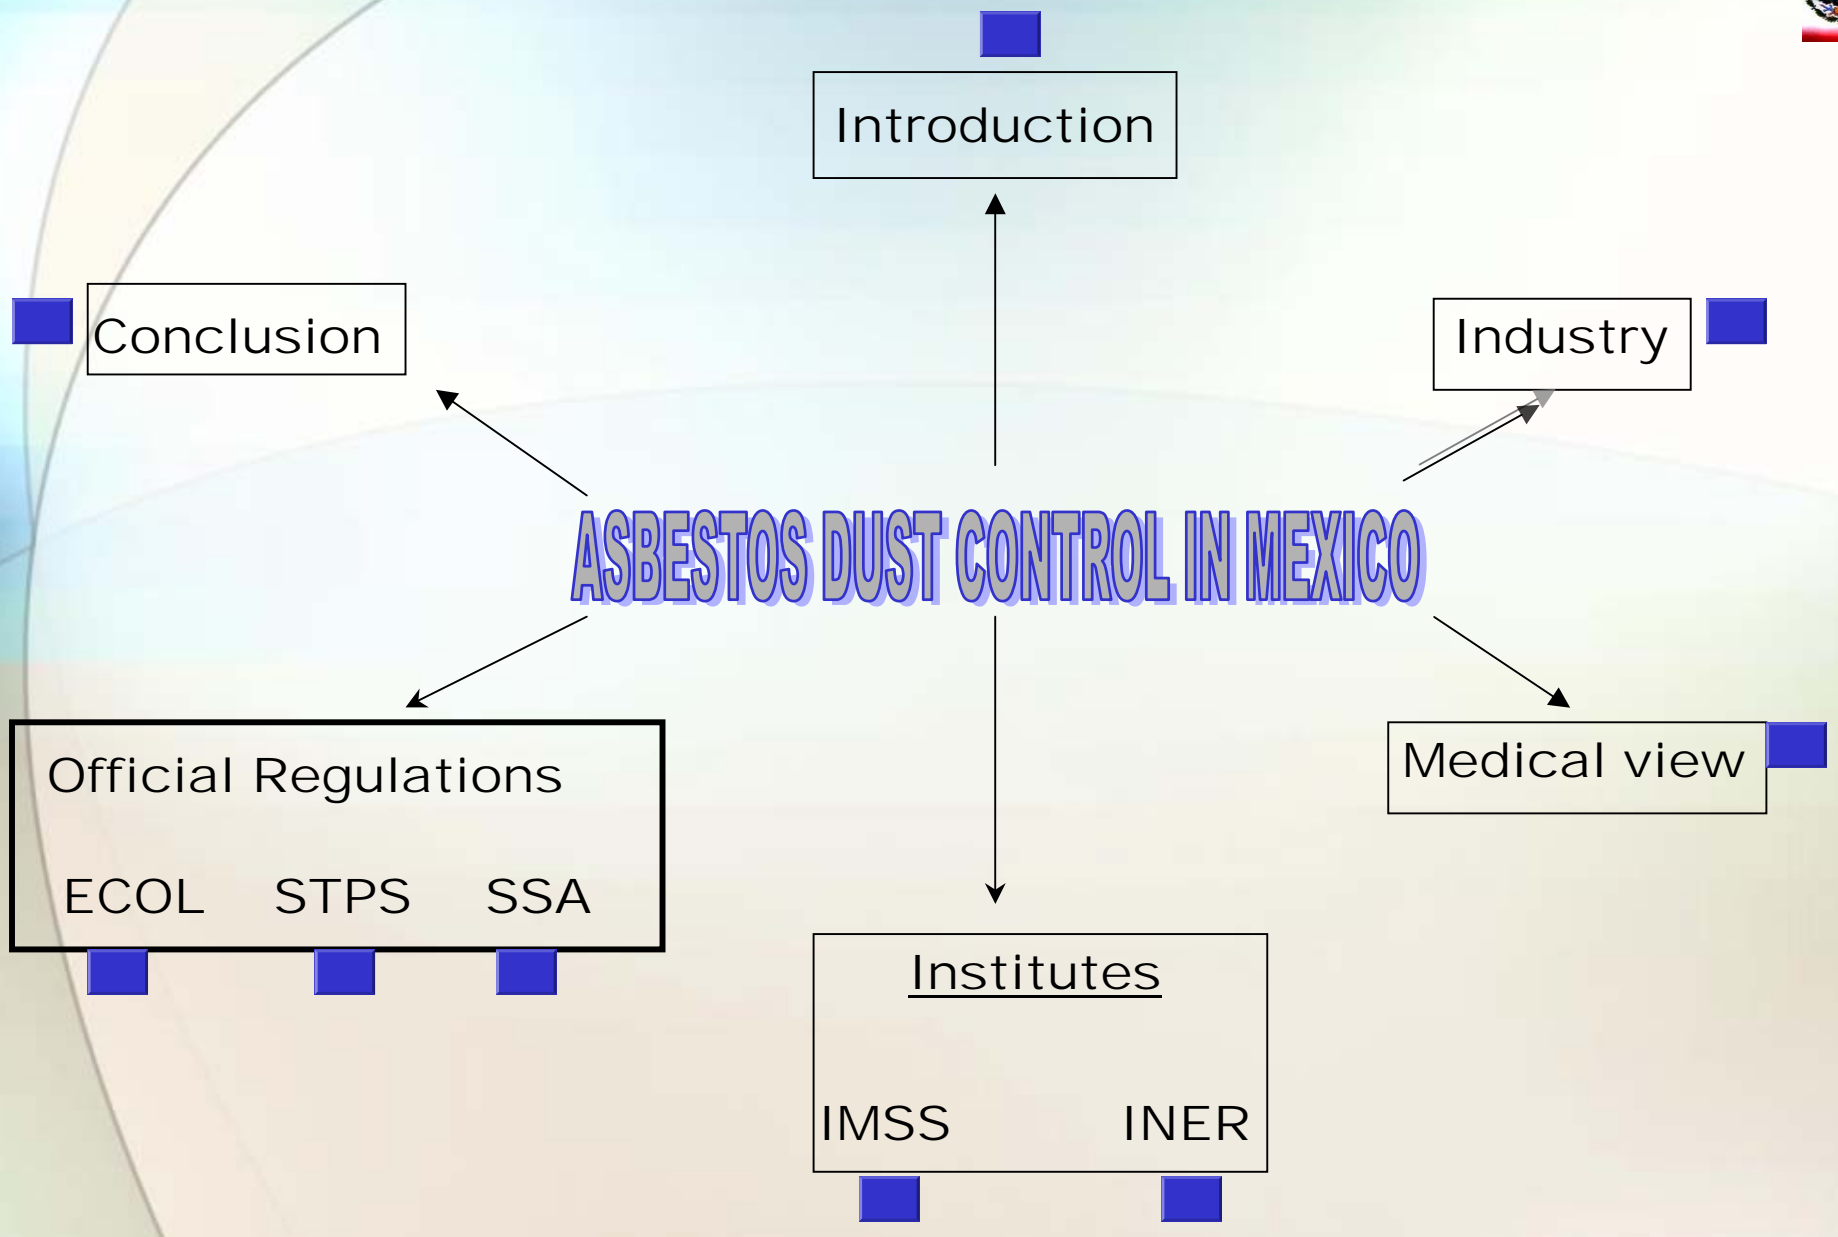 Introduction
Conclusion
Industry
ASBESTOS DUST CONTROL IN MEXICO
Official Regulations
ECOL STPS SSA
Medical view
Institutes
IMSS INER